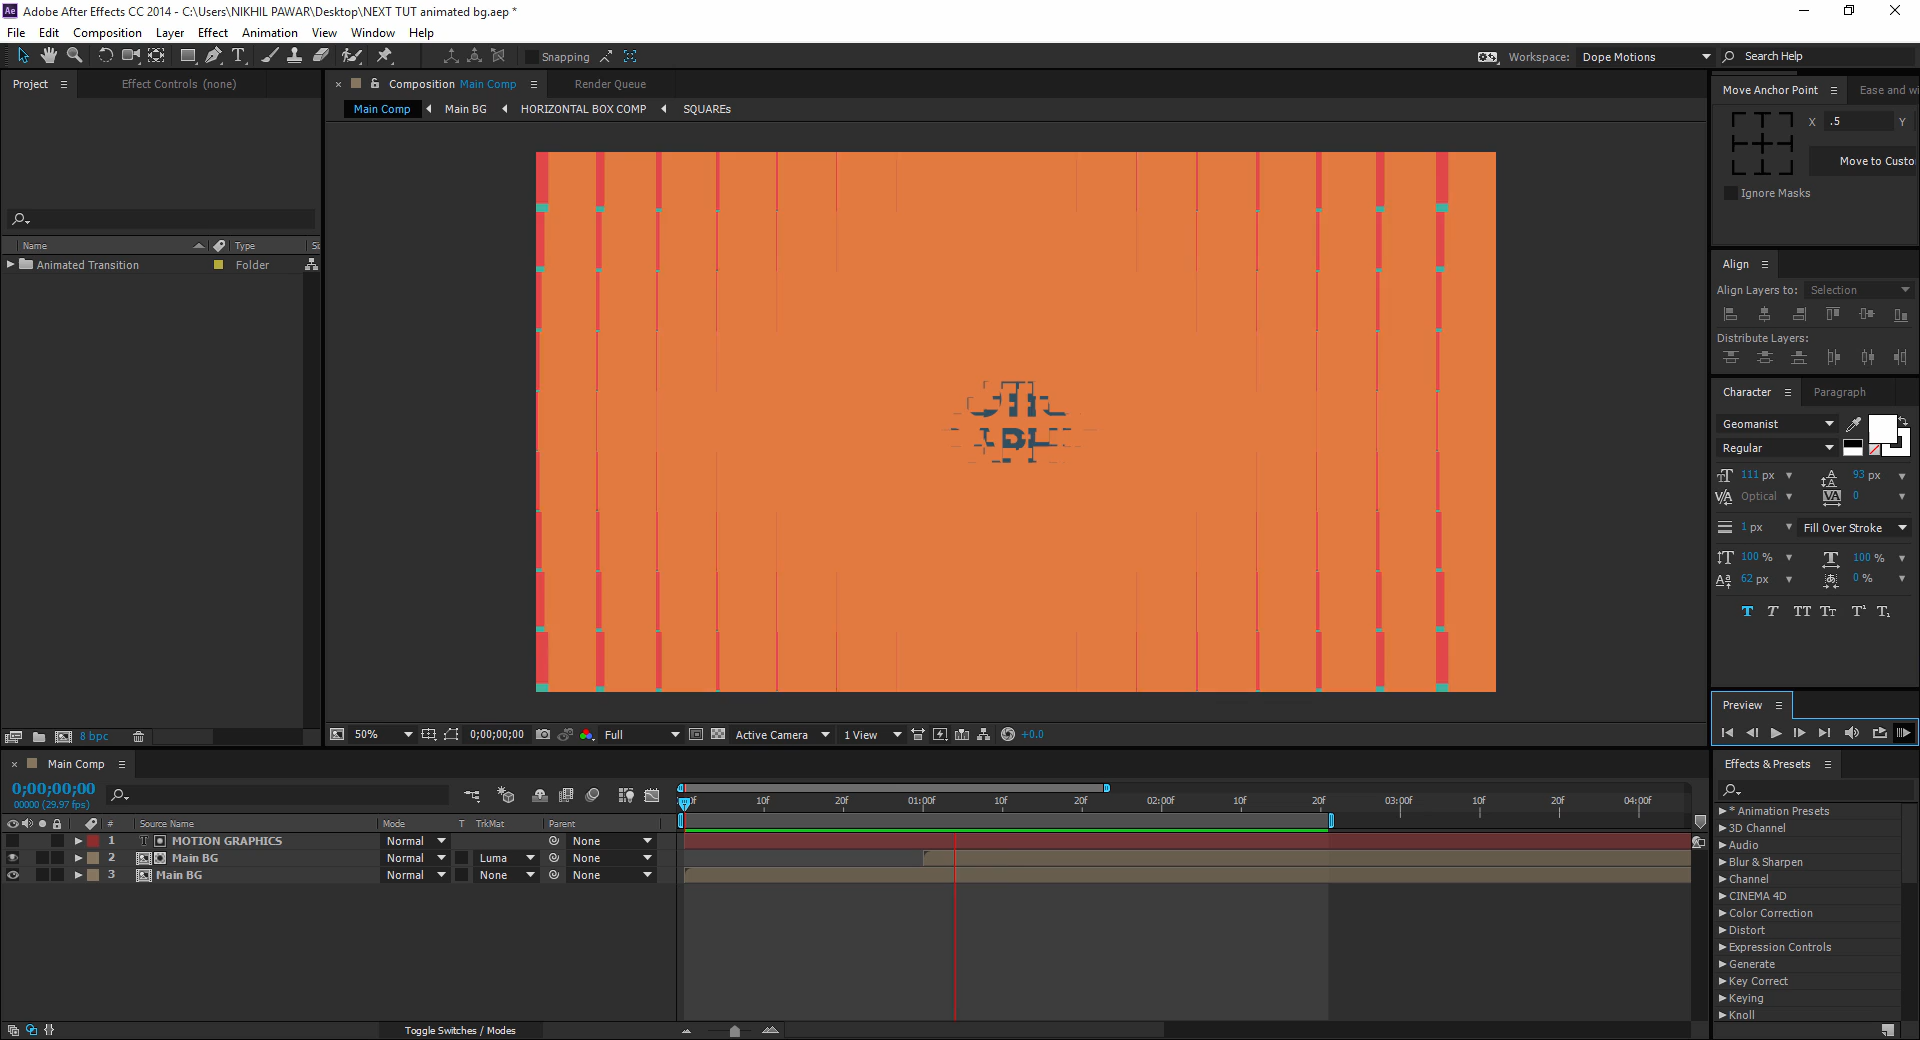 Adobe After Effects CC 2014 - C:\Users\NIKHIL PAWAR\Desktop\NEXT TUT animated bg.aep *
File Edit Composition Layer Effect Animation View Window Help
Snapping
Workspace: Dope Motions Search Help
Project Effect Controls (none)
Composition Main Comp Render Queue
Main Comp Main BG HORIZONTAL BOX COMP SQUAREs
Move Anchor Point Ease and wi
X .5 Y
Move to Custo
Ignore Masks
Name Type
Animated Transition Folder
Align
Align Layers to: Selection
Distribute Layers:
Character Paragraph
Geomanist
Regular
111 px 93 px
Optical 0
1 px Fill Over Stroke
100 % 100 %
62 px 0 %
T T TT Tt T¹ T₁
Preview
8 bpc
50% 0;00;00;00 Full Active Camera 1 View +0.0
Main Comp
0;00;00;00
00000 (29.97 fps)
10f 20f 01:00f 10f 20f 02:00f 10f 20f 03:00f 10f 20f 04:00f
# Source Name Mode T TrkMat Parent
1 T MOTION GRAPHICS Normal None
2 Main BG Normal Luma None
3 Main BG Normal None None
Toggle Switches / Modes
Effects & Presets
* Animation Presets
3D Channel
Audio
Blur & Sharpen
Channel
CINEMA 4D
Color Correction
Distort
Expression Controls
Generate
Key Correct
Keying
Knoll